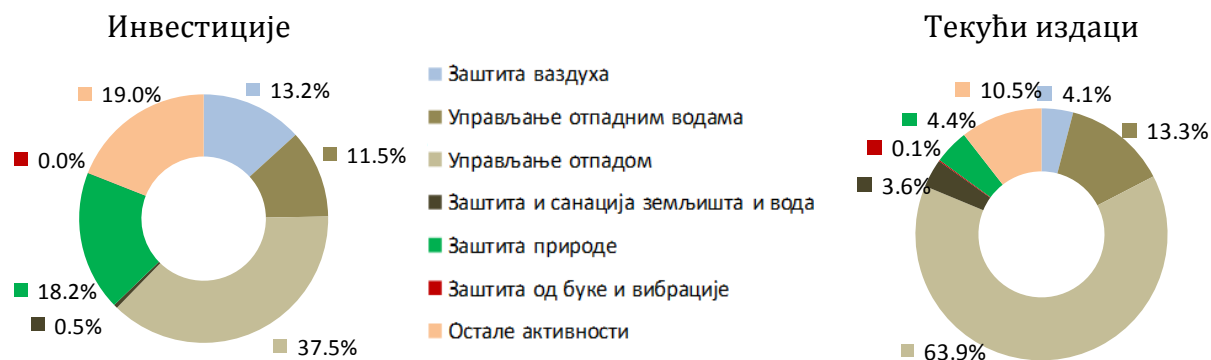 Инвестиције
19.0%
13.2%
0.0%
11.5%
18.2%
0.5%
37.5%
Заштита ваздуха
Управљање отпадним водама
Управљање отпадом
Заштита и санација земљишта и вода
Заштита природе
Заштита од буке и вибрације
Остале активности
Текући издаци
10.5%
4.1%
4.4%
13.3%
0.1%
3.6%
63.9%